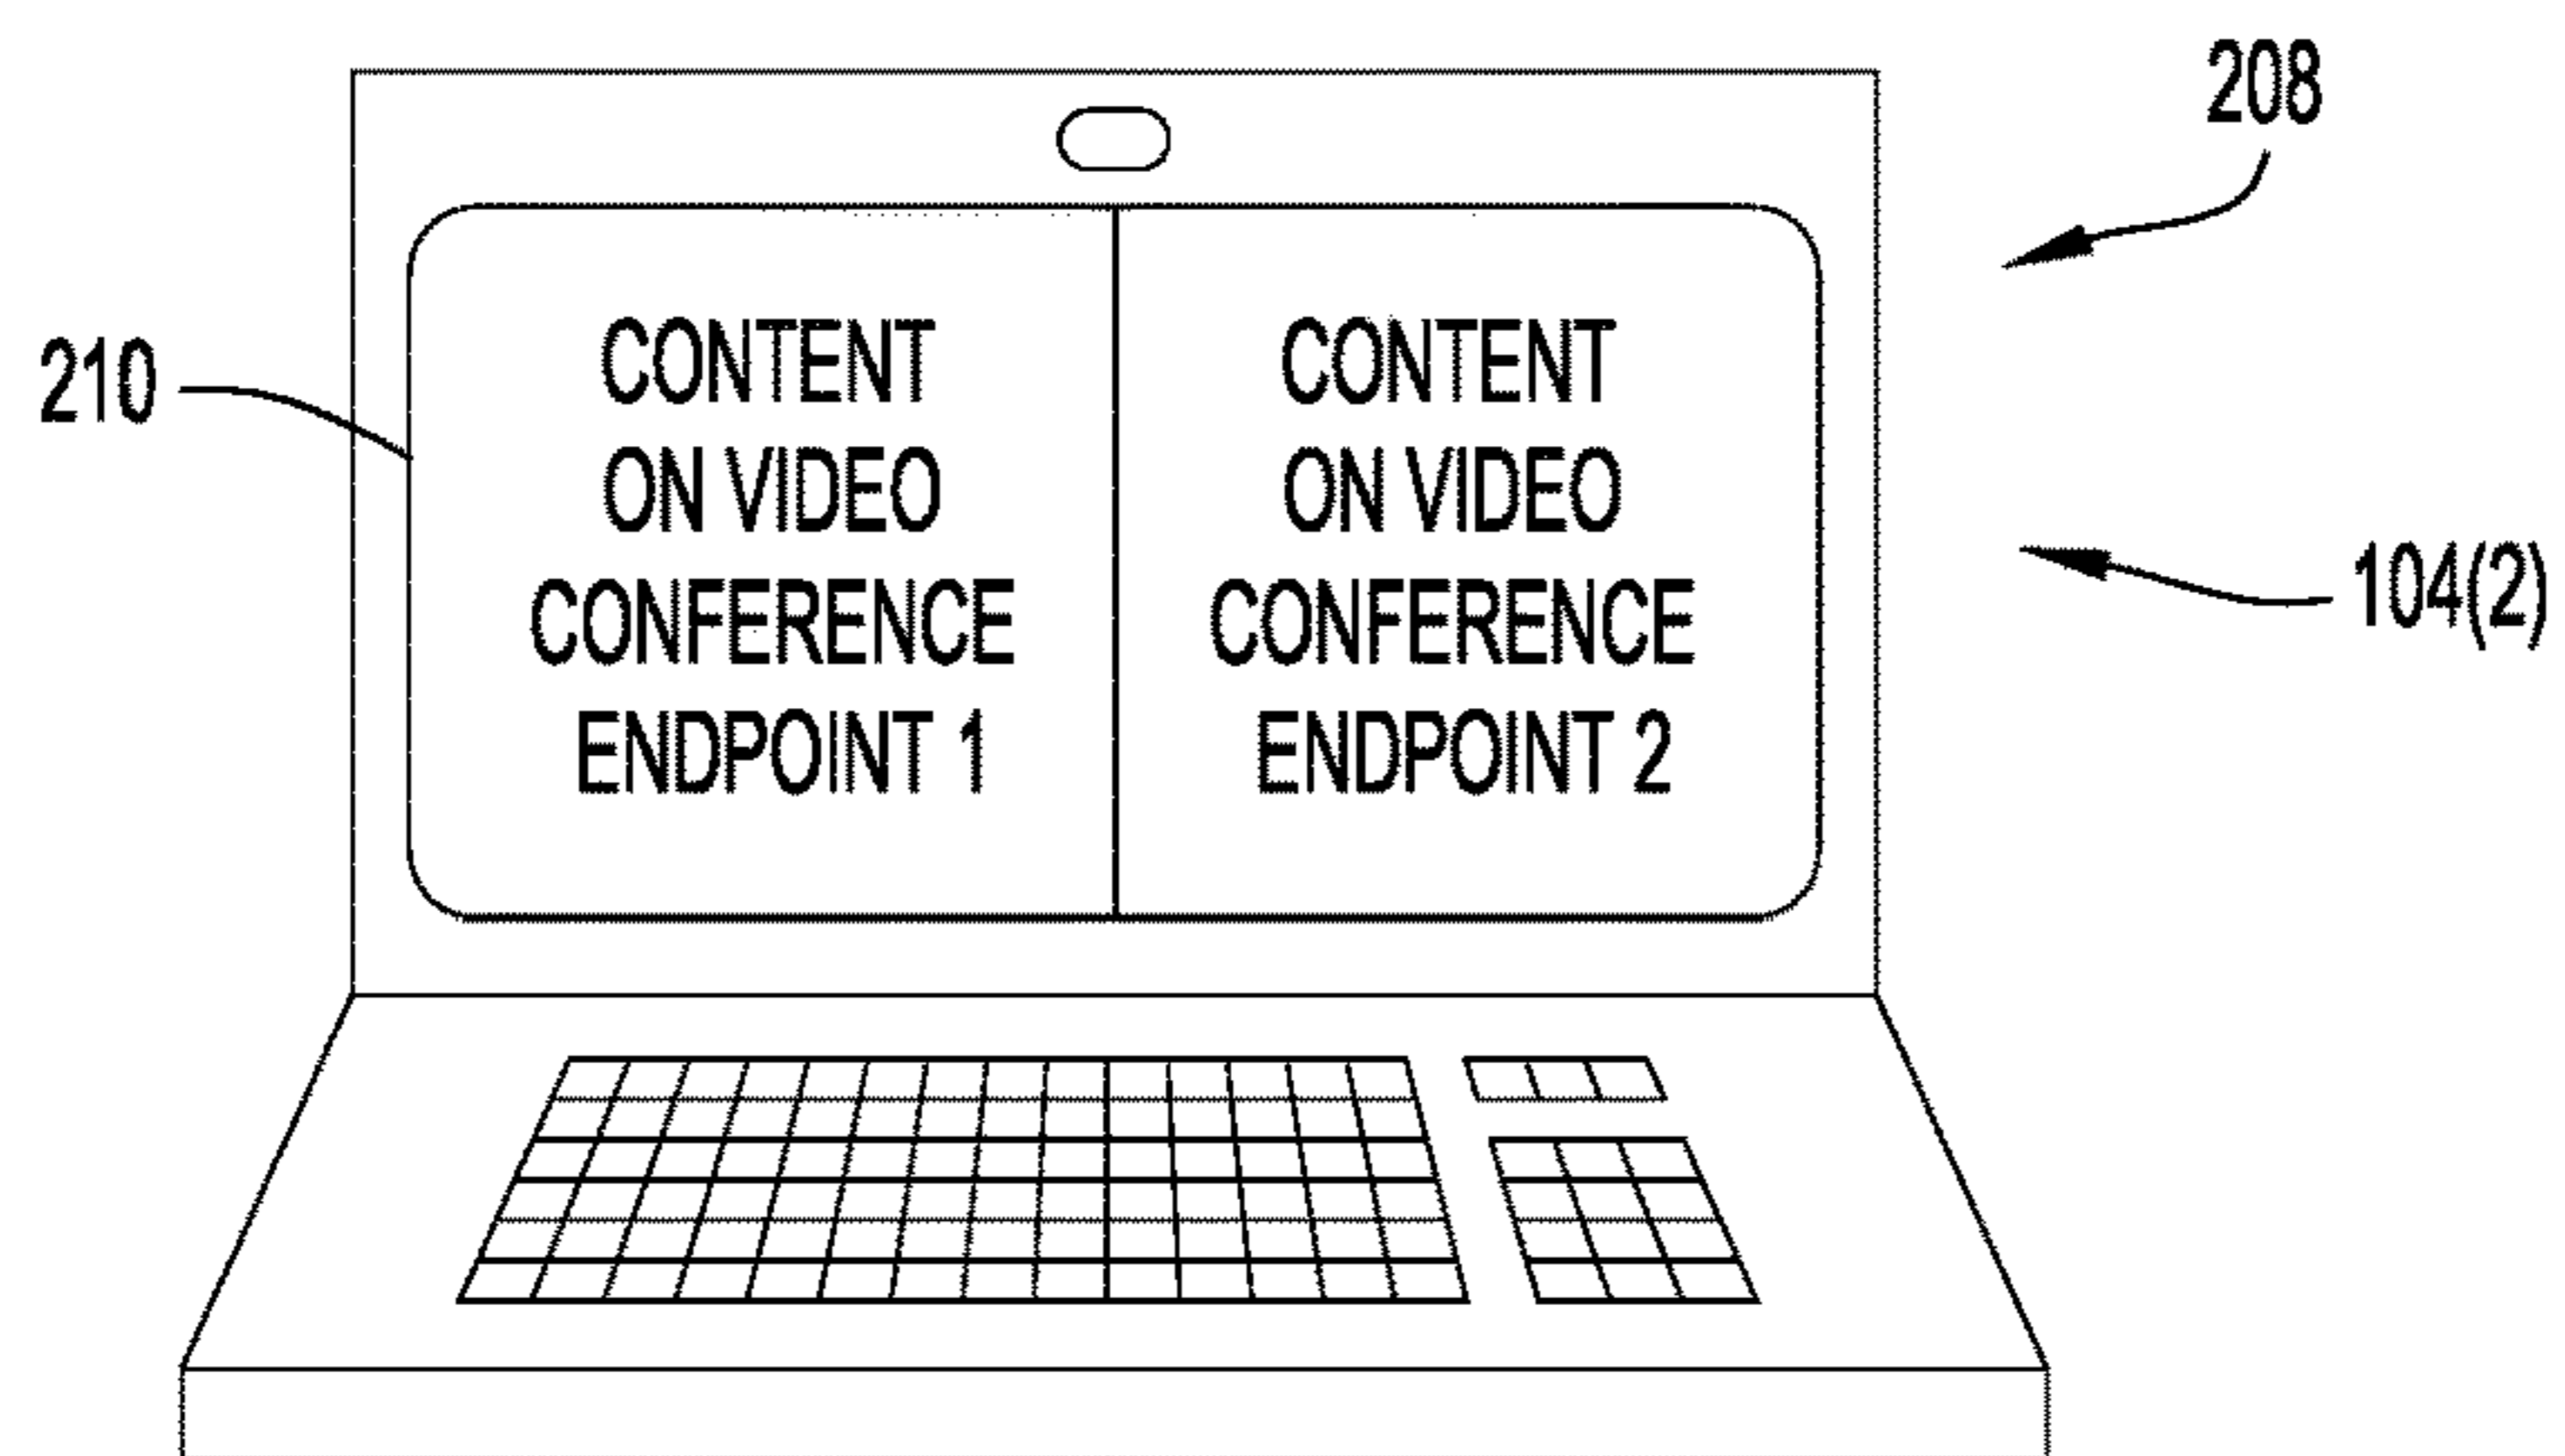 208
210
CONTENT
ON VIDEO
CONFERENCE
ENDPOINT 1
CONTENT
ON VIDEO
CONFERENCE
ENDPOINT 2
104(2)